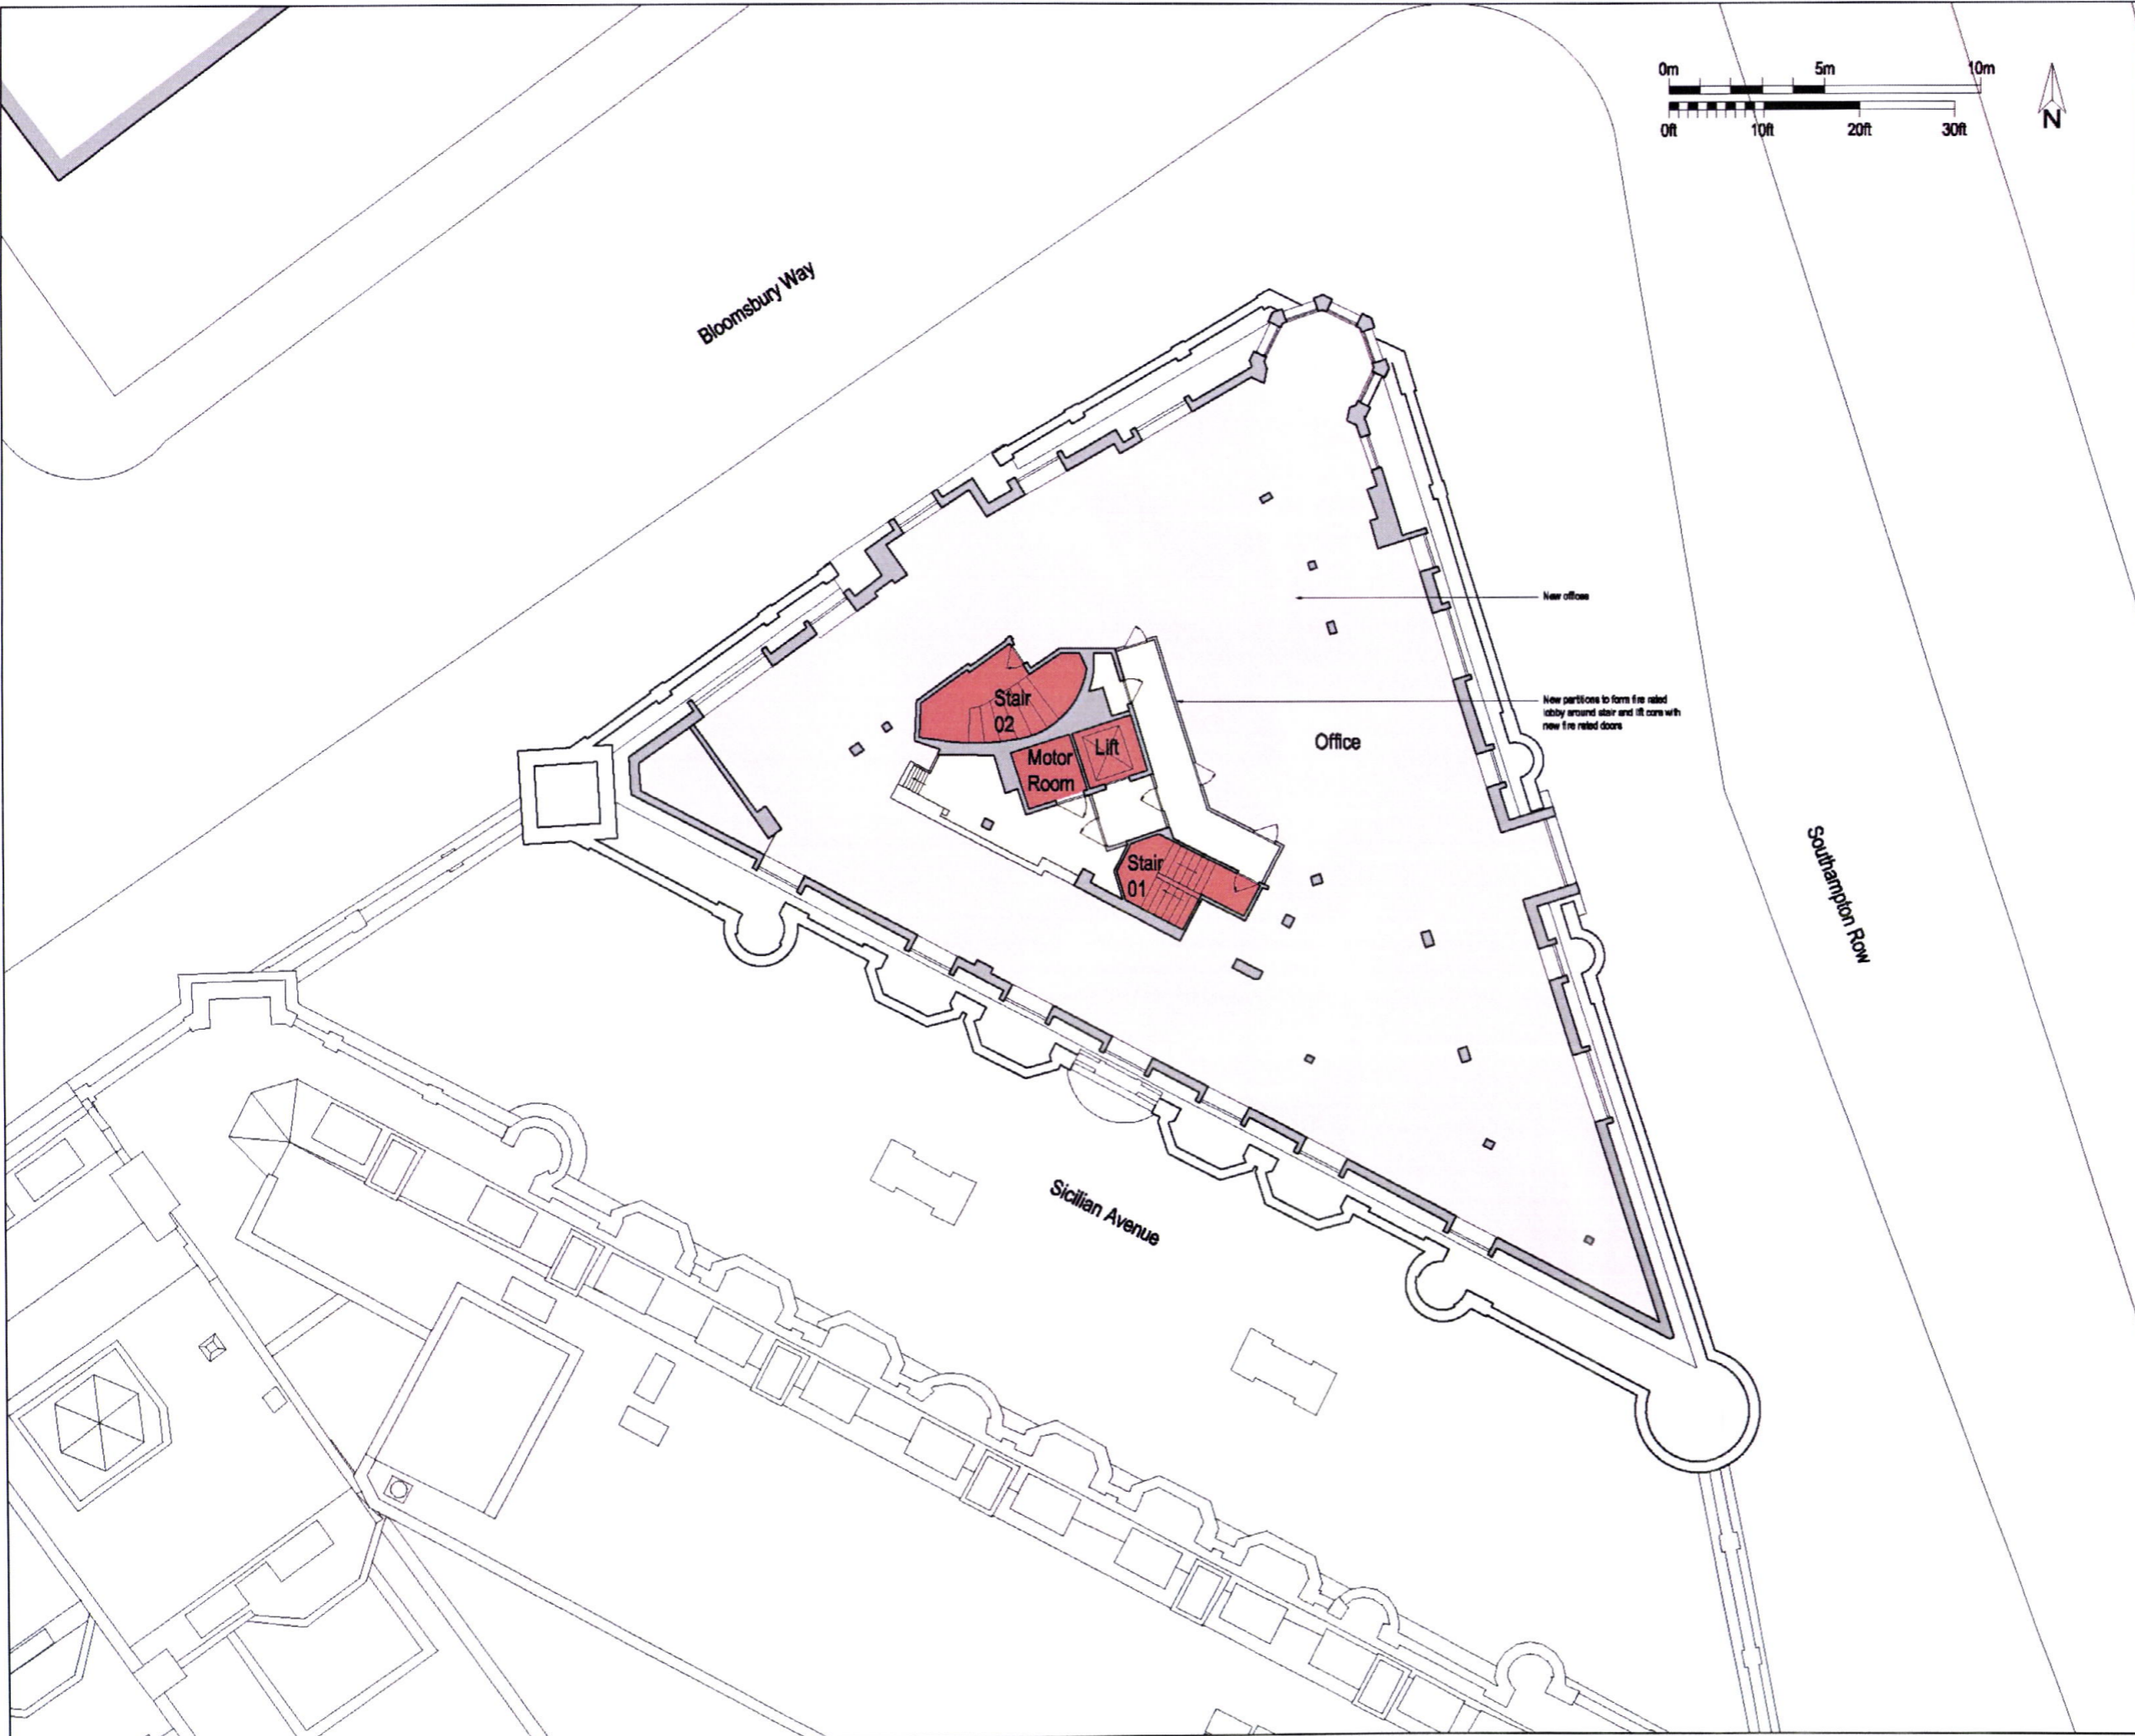 0m 5m 10m
0ft 10ft 20ft 30ft
N
Bloomsbury Way
New offices
New partitions to form fire rated
lobby around stair and lift core with
new fire rated doors
Stair
02
Motor
Room
Lift
Office
Stair
01
Southampton Row
Sicilian Avenue